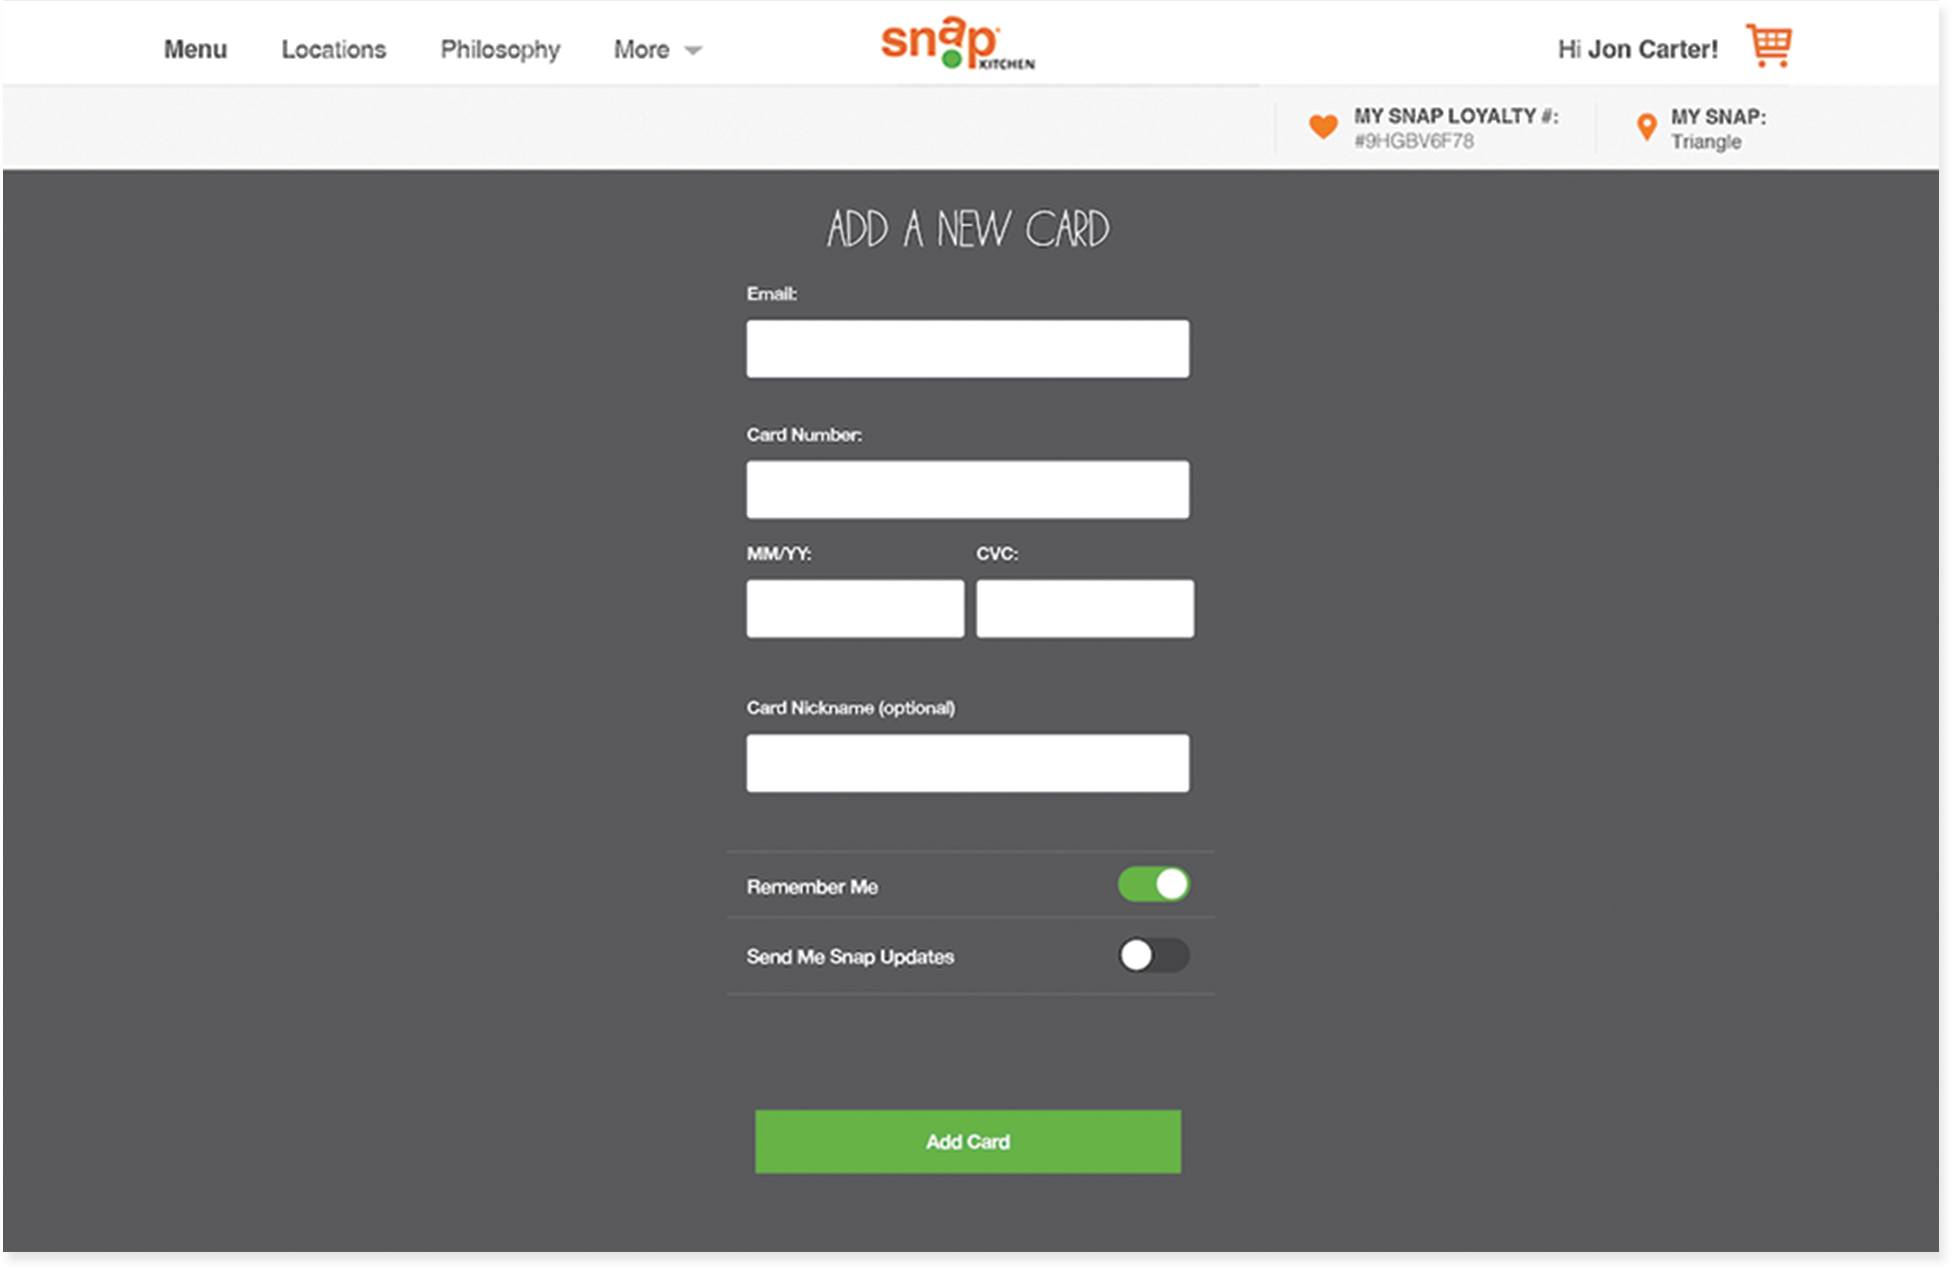 Menu Locations Philosophy More
snap KITCHEN
Hi Jon Carter!
MY SNAP LOYALTY #:
#9HGBV6F78
MY SNAP:
Triangle
ADD A NEW CARD
Email:
Card Number:
MM/YY: CVC:
Card Nickname (optional)
Remember Me
Send Me Snap Updates
Add Card